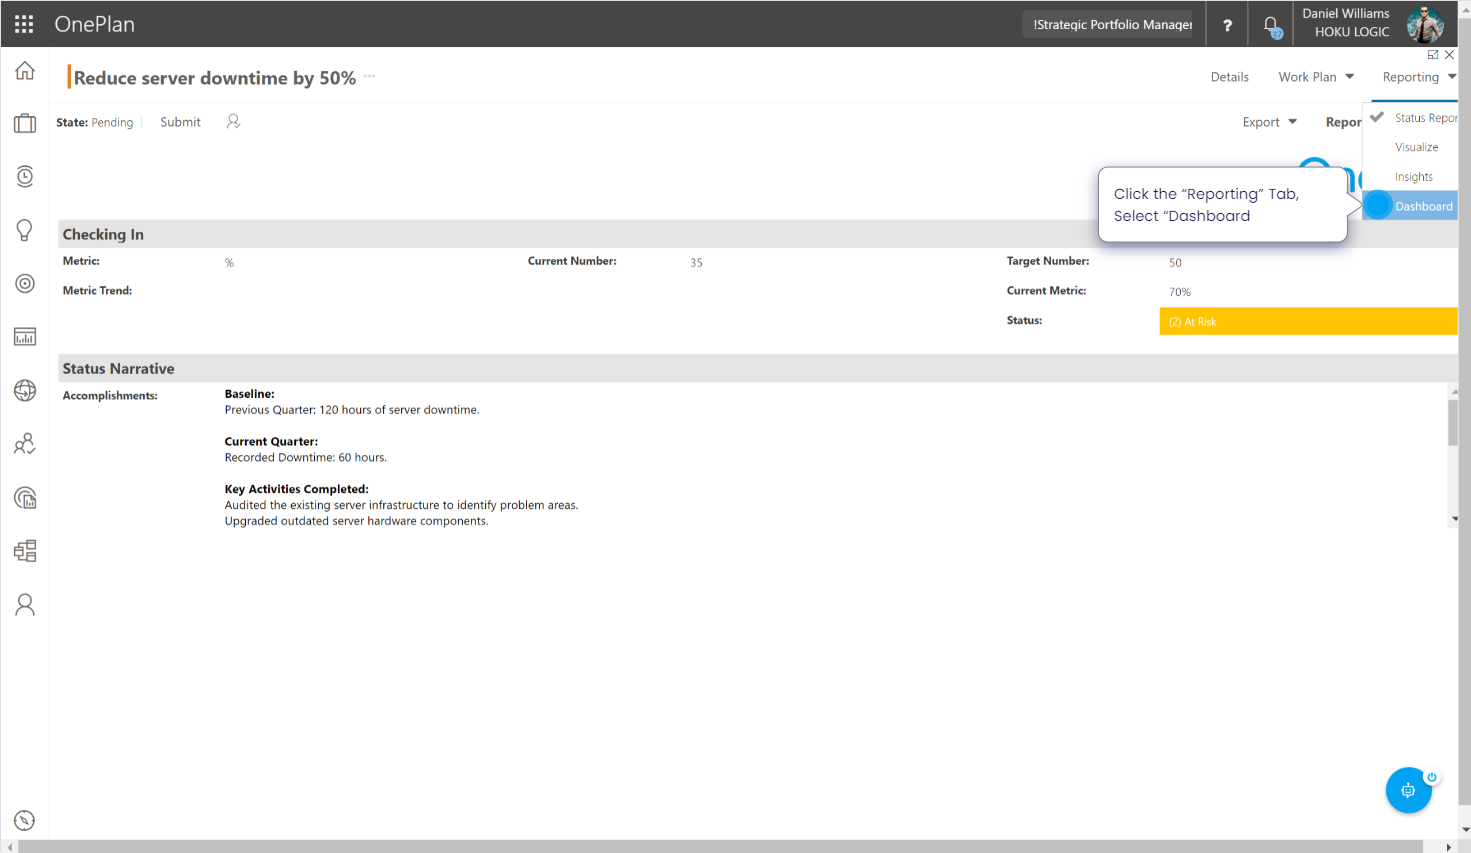 OnePlan
!Strategic Portfolio Manager
?
Daniel Williams
HOKU LOGIC
Reduce server downtime by 50%
Details
Work Plan
Reporting
State: Pending
Submit
Export
Repor
Status Repor
Visualize
Insights
Dashboard
Click the “Reporting” Tab,
Select “Dashboard
Checking In
Metric:
%
Current Number:
35
Target Number:
50
Metric Trend:
Current Metric:
70%
Status:
(2) At Risk
Status Narrative
Accomplishments:
Baseline:
Previous Quarter: 120 hours of server downtime.
Current Quarter:
Recorded Downtime: 60 hours.
Key Activities Completed:
Audited the existing server infrastructure to identify problem areas.
Upgraded outdated server hardware components.